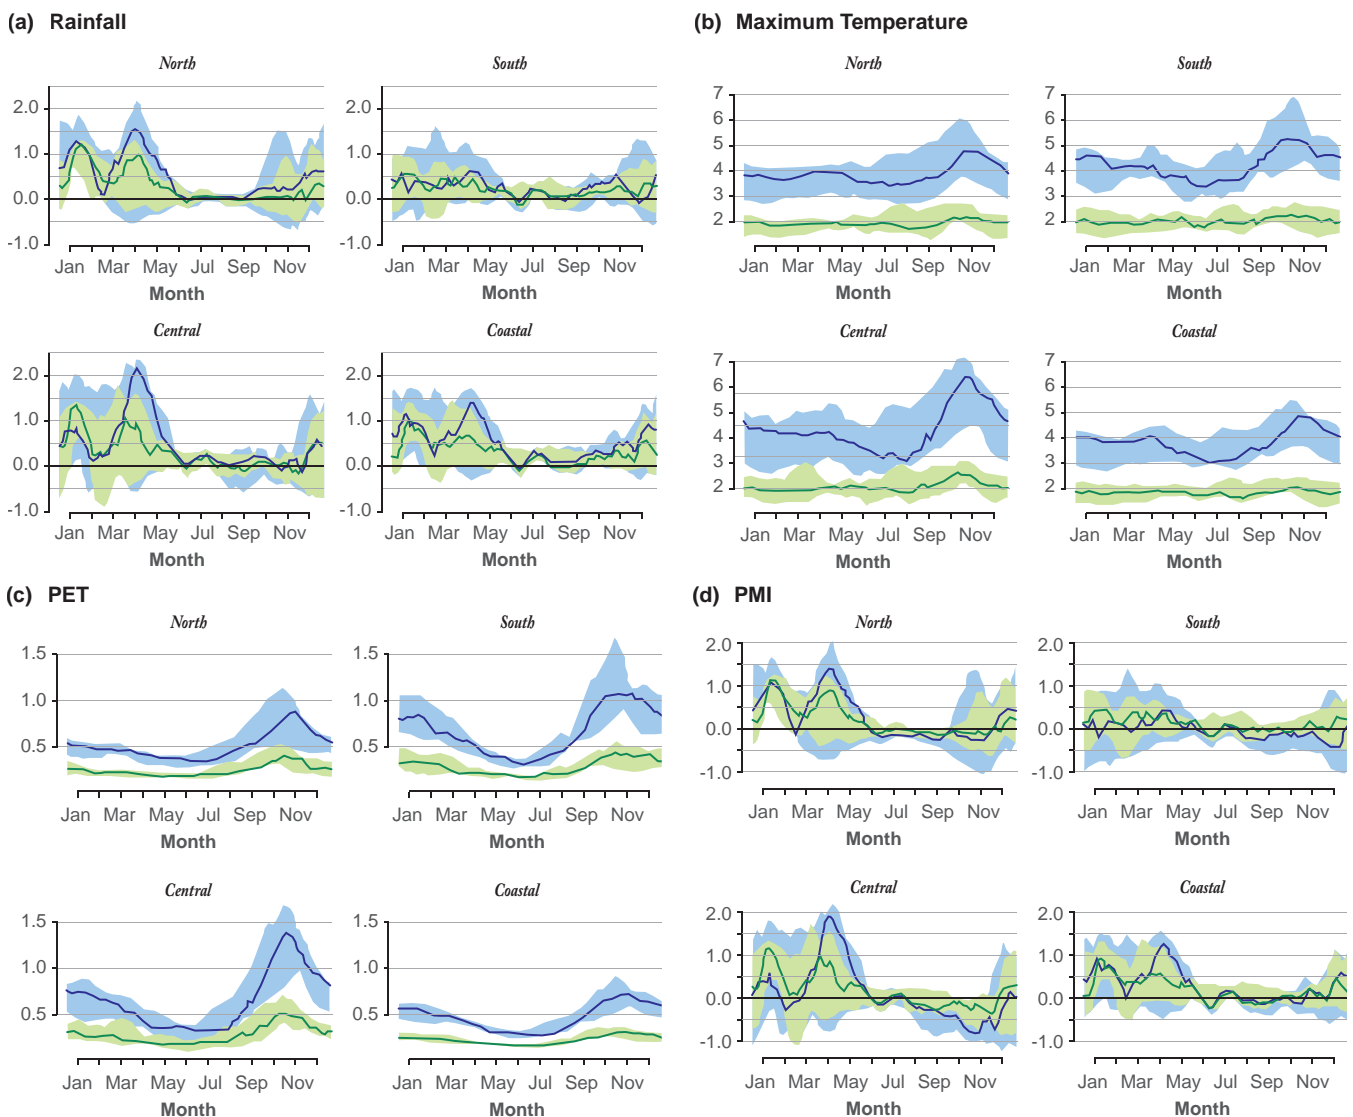 (a) Rainfall
(b) Maximum Temperature
North
South
North
South
2.0
1.0
0.0
-1.0
2.0
1.0
0.0
-1.0
7
6
5
4
3
2
7
6
5
4
3
2
Jan Mar May Jul Sep Nov
Jan Mar May Jul Sep Nov
Jan Mar May Jul Sep Nov
Jan Mar May Jul Sep Nov
Month
Month
Month
Month
Central
Coastal
Central
Coastal
2.0
1.0
0.0
-1.0
2.0
1.0
0.0
-1.0
7
6
5
4
3
2
7
6
5
4
3
2
Jan Mar May Jul Sep Nov
Jan Mar May Jul Sep Nov
Jan Mar May Jul Sep Nov
Jan Mar May Jul Sep Nov
Month
Month
Month
Month
(c) PET
(d) PMI
North
South
North
South
1.5
1.0
0.5
1.5
1.0
0.5
2.0
1.0
0.0
-1.0
2.0
1.0
0.0
-1.0
Jan Mar May Jul Sep Nov
Jan Mar May Jul Sep Nov
Jan Mar May Jul Sep Nov
Jan Mar May Jul Sep Nov
Month
Month
Month
Month
Central
Coastal
Central
Coastal
1.5
1.0
0.5
1.5
1.0
0.5
2.0
1.0
0.0
-1.0
2.0
1.0
0.0
-1.0
Jan Mar May Jul Sep Nov
Jan Mar May Jul Sep Nov
Jan Mar May Jul Sep Nov
Jan Mar May Jul Sep Nov
Month
Month
Month
Month